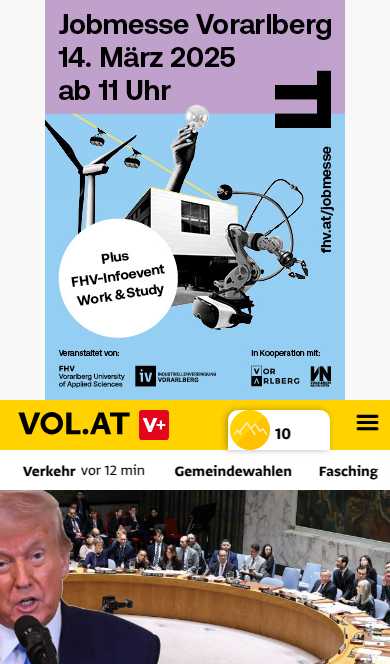 Jobmesse Vorarlberg
14. März 2025
ab 11 Uhr
fhv.at/jobmesse
Plus
FHV-Infoevent
Work & Study
Veranstaltet von:
FHV
Vorarlberg University
of Applied Sciences
iv INDUSTRIELLENVEREINIGUNG
VORARLBERG
In Kooperation mit:
VOR
ARLBERG
VOL.AT V+
10
Verkehr vor 12 min Gemeindewahlen Fasching